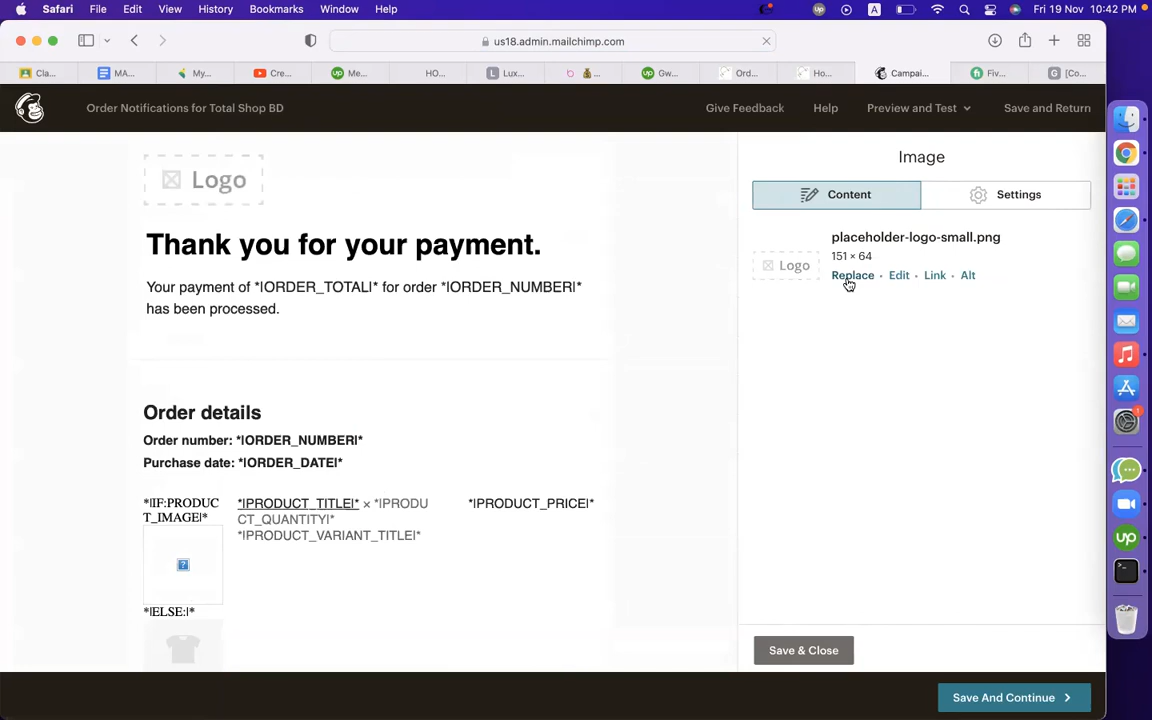 Safari File Edit View History Bookmarks Window Help A Fri 19 Nov 10:42 PM
us18.admin.mailchimp.com
Cla... MA... My... Cre... Me... HO... Lux... ... Gw... Ord... Ho... Campai... Fiv... [Co...
Order Notifications for Total Shop BD Give Feedback Help Preview and Test Save and Return
Image
Logo
Content Settings
Thank you for your payment.
placeholder-logo-small.png
151 × 64
Logo
Replace · Edit · Link · Alt
Your payment of *|ORDER_TOTAL|* for order *|ORDER_NUMBER|*
has been processed.
Order details
Order number: *|ORDER_NUMBER|*
Purchase date: *|ORDER_DATE|*
*|IF:PRODUC
T_IMAGE|*
*|PRODUCT_TITLE|* × *|PRODU
CT_QUANTITY|*
*|PRODUCT_VARIANT_TITLE|*
*|PRODUCT_PRICE|*
*|ELSE:|*
Save & Close
Save And Continue